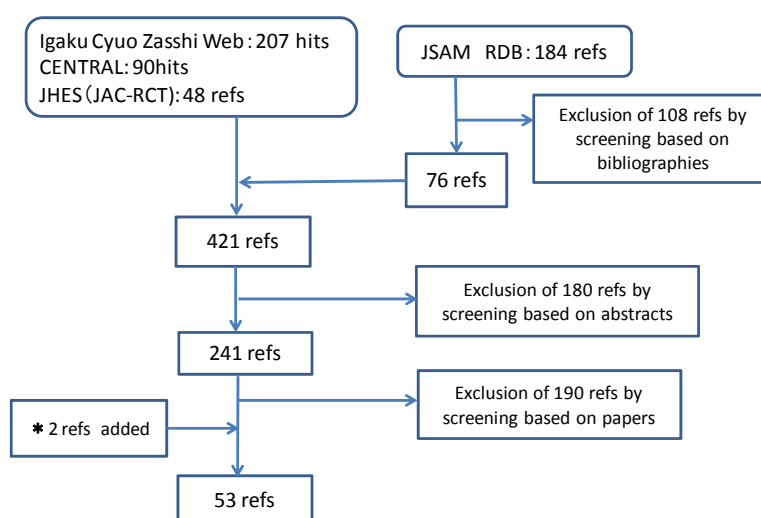 Igaku Cyuo Zasshi Web：207 hits
CENTRAL: 90hits
JHES（JAC-RCT）: 48 refs
JSAM RDB：184 refs
Exclusion of 108 refs by
screening based on
bibliographies
76 refs
421 refs
Exclusion of 180 refs by
screening based on abstracts
241 refs
Exclusion of 190 refs by
screening based on papers
＊2 refs added
53 refs